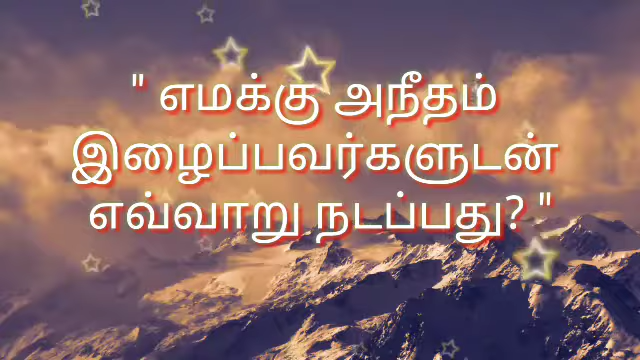 " எமக்கு அநீதம்
இழைப்பவர்களுடன்
எவ்வாறு நடப்பது? "